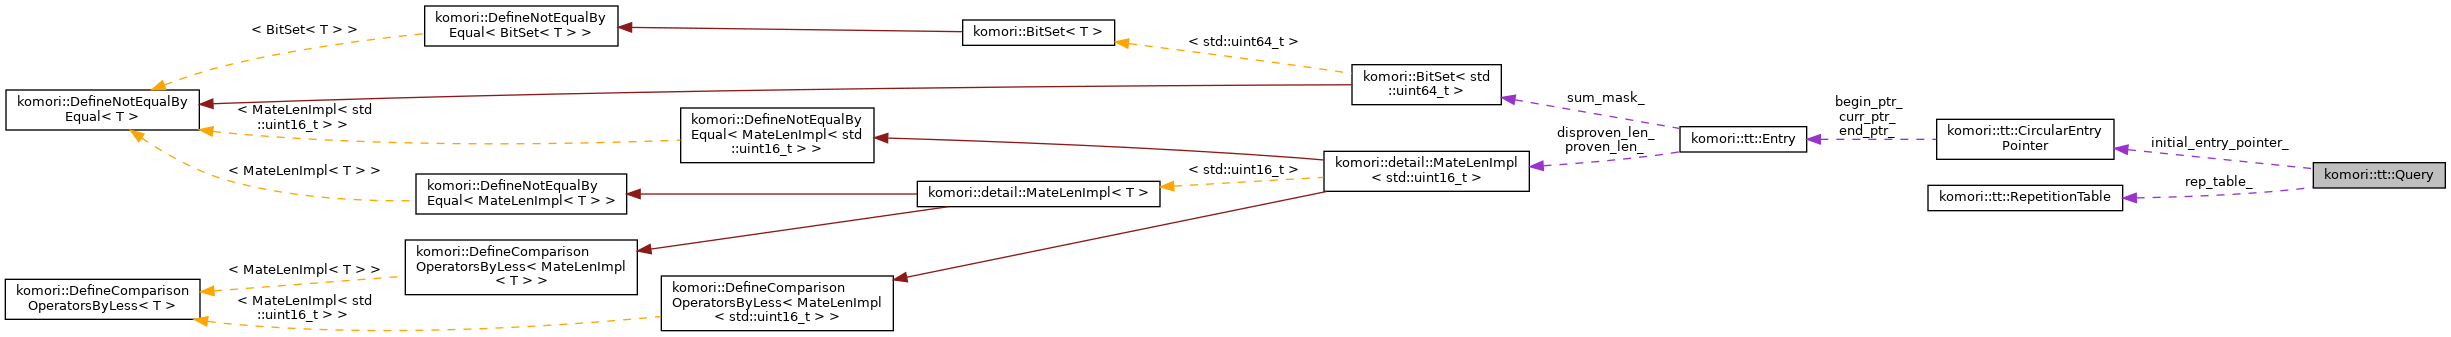 komori::DefineNotEqualBy
Equal< BitSet< T > >
< BitSet< T > >
komori::BitSet< T >
< std::uint64_t >
komori::BitSet< std
::uint64_t >
komori::DefineNotEqualBy
Equal< T >
< MateLenImpl< std
::uint16_t > >
komori::DefineNotEqualBy
Equal< MateLenImpl< std
::uint16_t > >
sum_mask_
disproven_len_
proven_len_
komori::tt::Entry
begin_ptr_
curr_ptr_
end_ptr_
komori::tt::CircularEntry
Pointer
initial_entry_pointer_
komori::tt::Query
rep_table_
komori::tt::RepetitionTable
komori::detail::MateLenImpl
< std::uint16_t >
< std::uint16_t >
komori::detail::MateLenImpl< T >
< MateLenImpl< T > >
komori::DefineNotEqualBy
Equal< MateLenImpl< T > >
komori::DefineComparison
OperatorsByLess< MateLenImpl
< T > >
< MateLenImpl< T > >
komori::DefineComparison
OperatorsByLess< T >
< MateLenImpl< std
::uint16_t > >
komori::DefineComparison
OperatorsByLess< MateLenImpl
< std::uint16_t > >